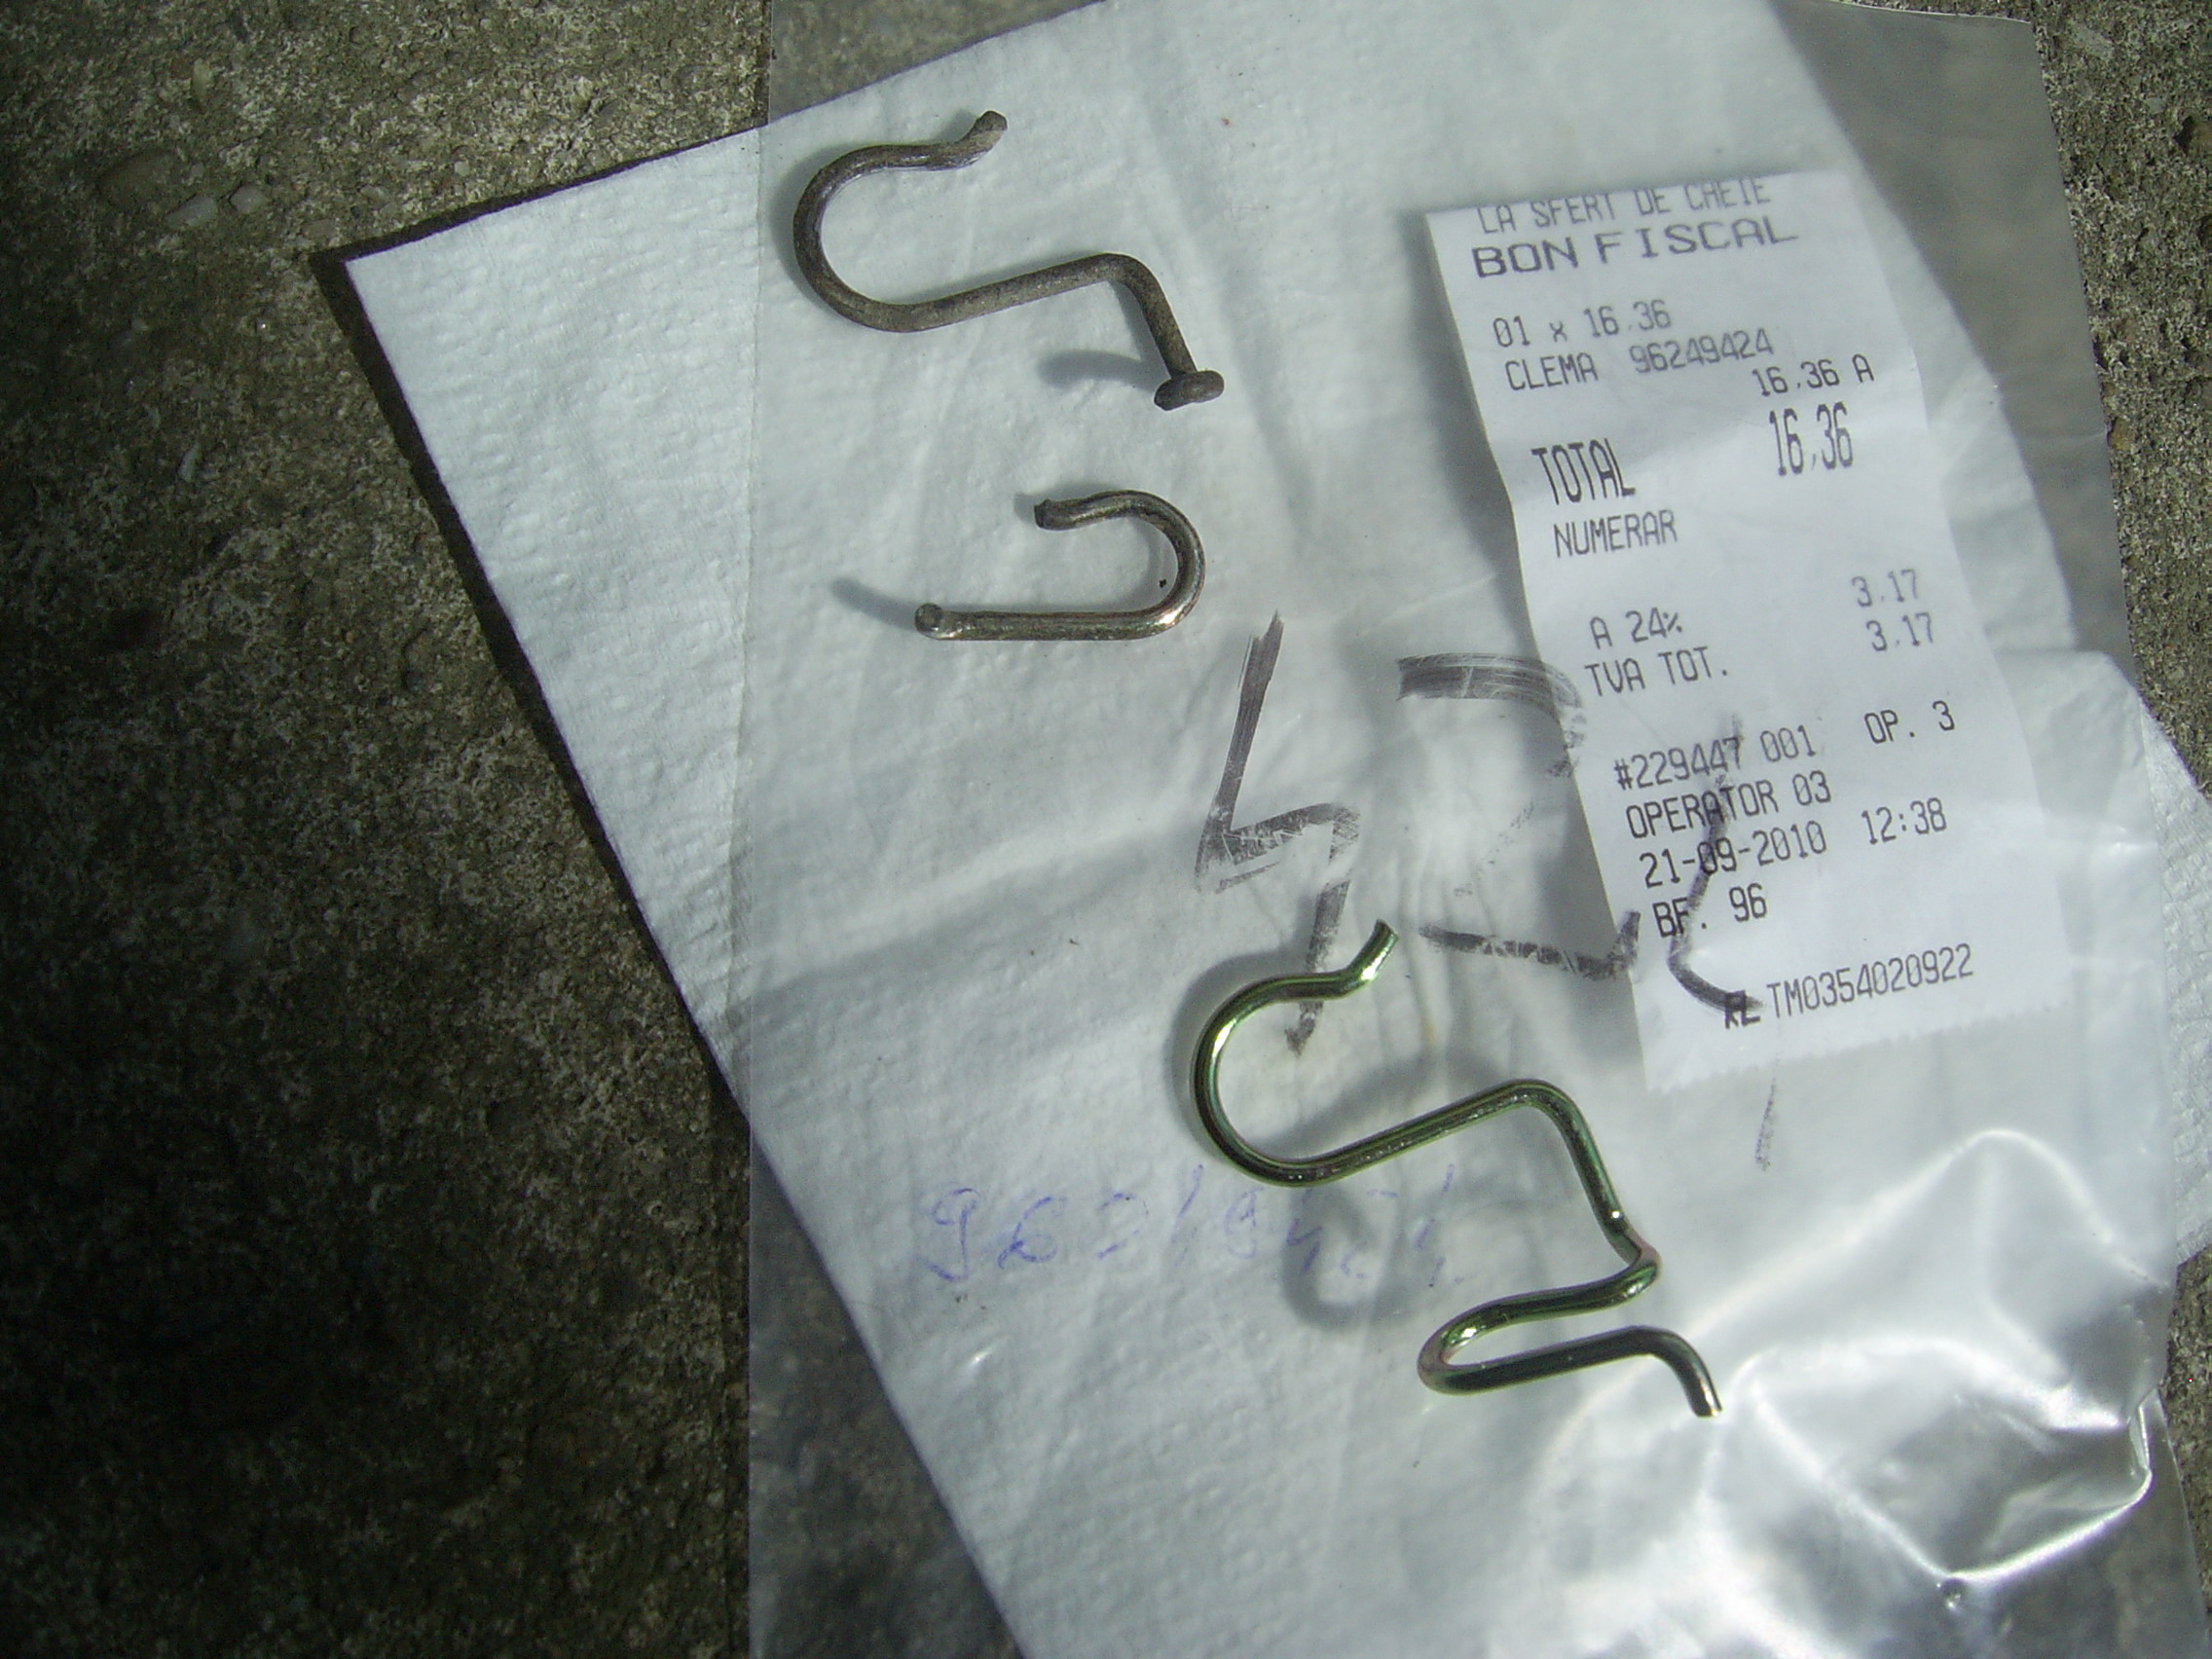 LA SFERT DE CHEIE
BON FISCAL
01 x 16.36
CLEMA 96249424
16.36 A
TOTAL 16,36
NUMERAR
A 24% 3.17
TVA TOT. 3.17
#229447 001 OP. 3
OPERATOR 03
21-09-2010 12:38
BF. 96
TM0354020922